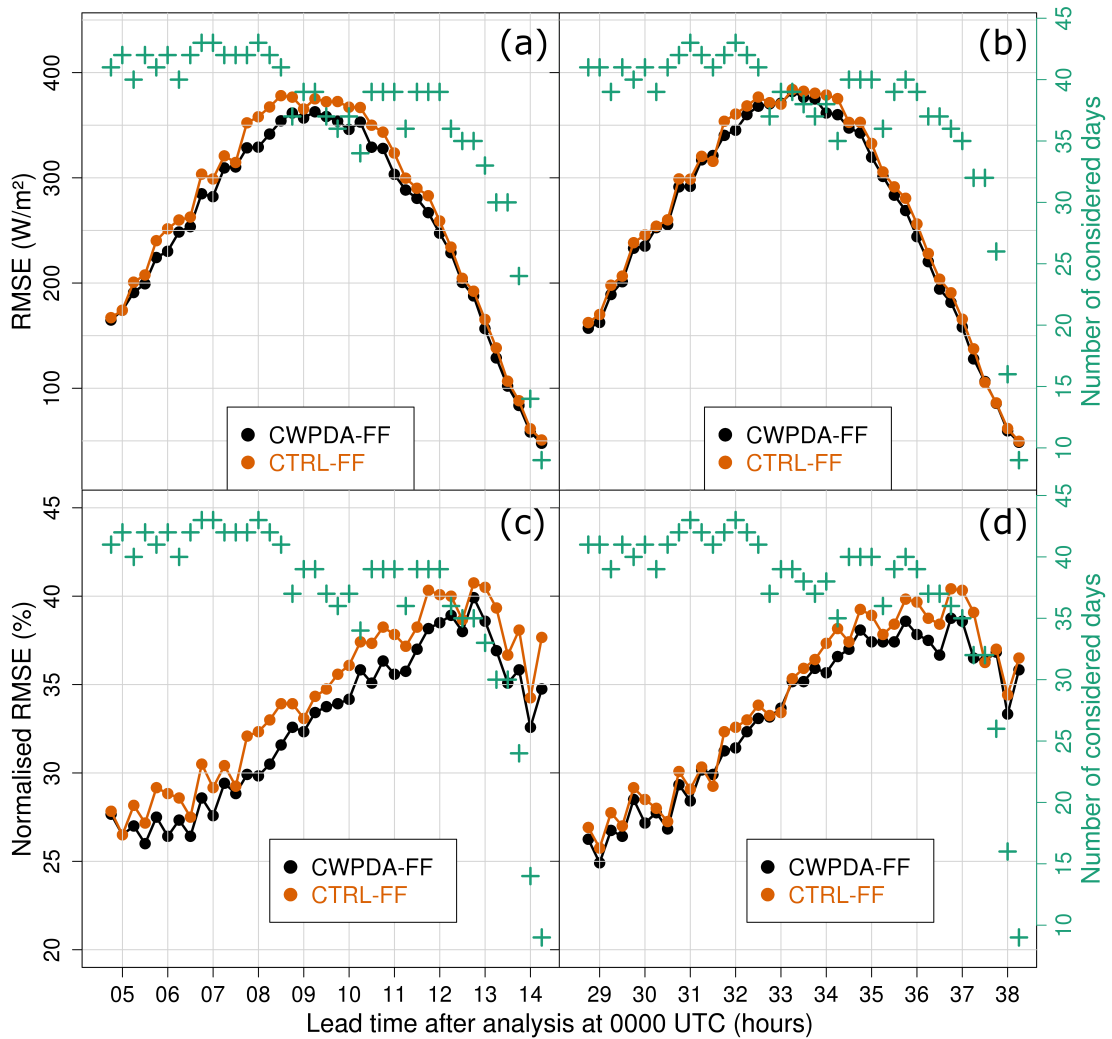 (a)
(b)
400
300
200
100
RMSE (W/m²)
CWPDA-FF
CTRL-FF
CWPDA-FF
CTRL-FF
45
40
35
30
25
20
15
10
Number of considered days
(c)
(d)
45
40
35
30
25
20
Normalised RMSE (%)
CWPDA-FF
CTRL-FF
CWPDA-FF
CTRL-FF
45
40
35
30
25
20
15
10
Number of considered days
05 06 07 08 09 10 11 12 13 14 29 30 31 32 33 34 35 36 37 38
Lead time after analysis at 0000 UTC (hours)